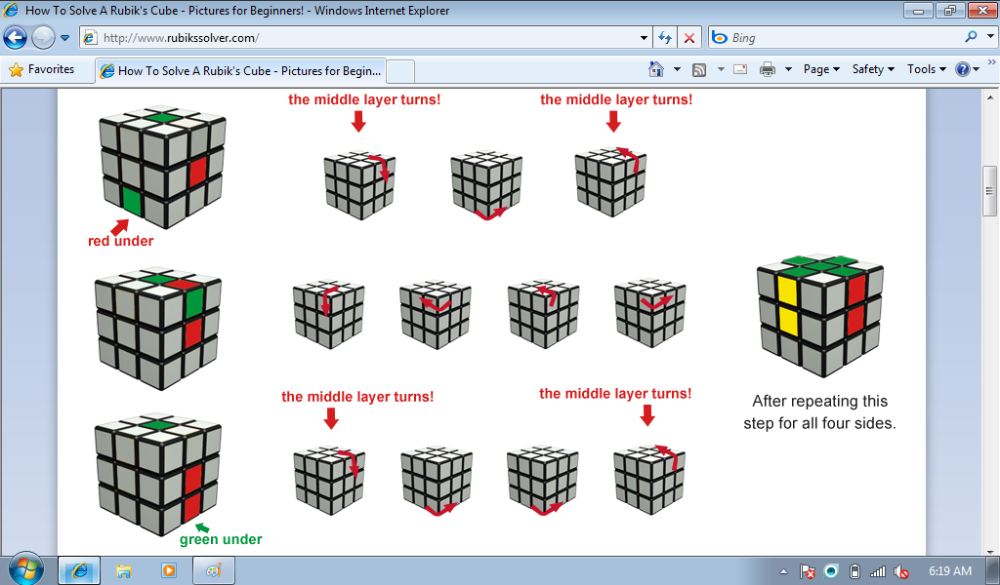 How To Solve A Rubik's Cube - Pictures for Beginners! - Windows Internet Explorer
http://www.rubikssolver.com/
Bing
Favorites
How To Solve A Rubik's Cube - Pictures for Begin...
Page
Safety
Tools
the middle layer turns!
the middle layer turns!
red under
the middle layer turns!
the middle layer turns!
After repeating this
step for all four sides.
green under
6:19 AM